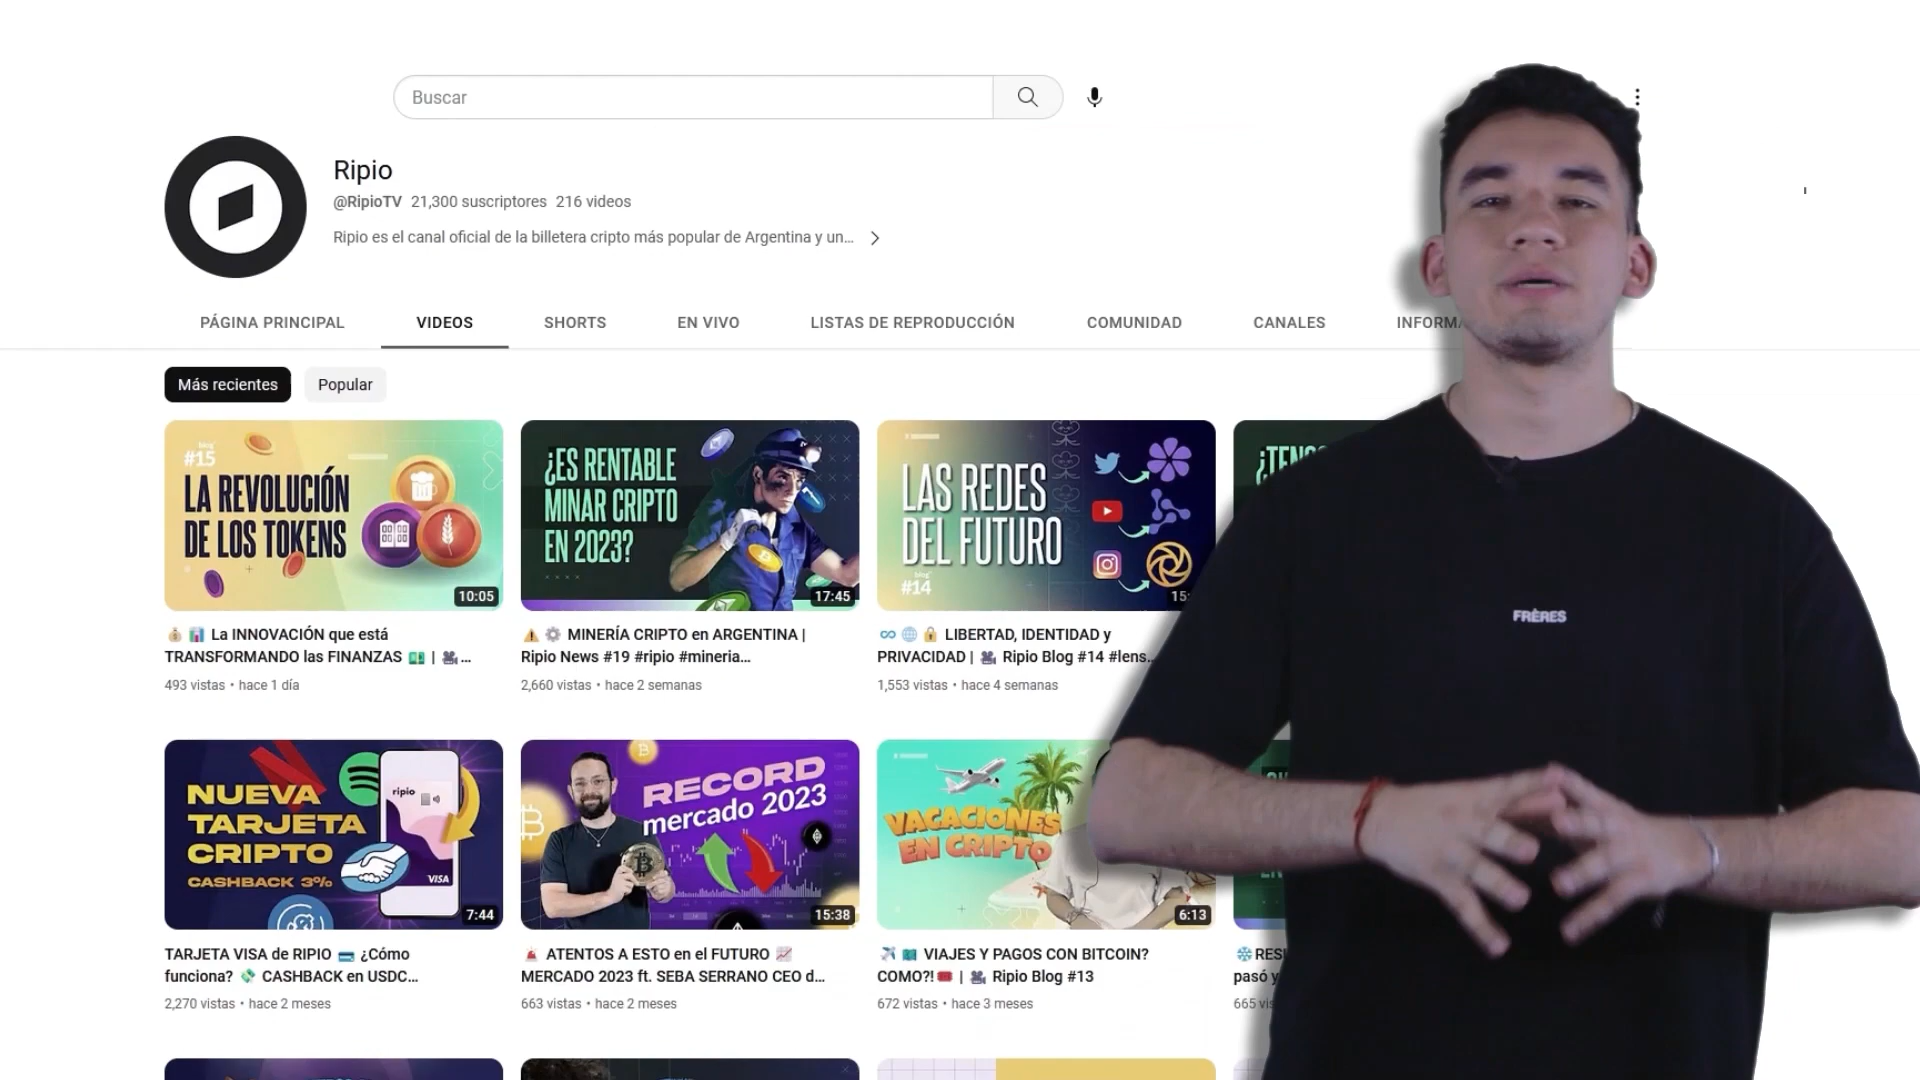 Buscar
Ripio
@RipioTV 21,300 suscriptores 216 videos
Ripio es el canal oficial de la billetera cripto más popular de Argentina y un...
PÁGINA PRINCIPAL VIDEOS SHORTS EN VIVO LISTAS DE REPRODUCCIÓN COMUNIDAD CANALES INFORMA
Más recientes Popular
blog
#15
LA REVOLUCIÓN
DE LOS TOKENS
10:05
¿ES RENTABLE
MINAR CRIPTO
EN 2023?
17:45
LAS REDES
DEL FUTURO
blog
#14
15:
💰 📊 La INNOVACIÓN que está
TRANSFORMANDO las FINANZAS 💵 | 🎥 ...
493 vistas • hace 1 día
⚠️ ⚙️ MINERÍA CRIPTO en ARGENTINA |
Ripio News #19 #ripio #mineria...
2,660 vistas • hace 2 semanas
♾ 🌐 🔒 LIBERTAD, IDENTIDAD y
PRIVACIDAD | 🎥 Ripio Blog #14 #lens...
1,553 vistas • hace 4 semanas
FRÈRES
NUEVA
TARJETA
CRIPTO
CASHBACK 3%
ripio
VISA
7:44
RECORD
mercado 2023
15:38
VACACIONES
EN CRIPTO
6:13
TARJETA VISA de RIPIO 💳 ¿Cómo
funciona? 💸 CASHBACK en USDC...
2,270 vistas • hace 2 meses
🚨 ATENTOS A ESTO en el FUTURO 📈
MERCADO 2023 ft. SEBA SERRANO CEO d...
663 vistas • hace 2 meses
✈️ 🗺️ VIAJES Y PAGOS CON BITCOIN?
COMO?!🎟️ | 🎥 Ripio Blog #13
672 vistas • hace 3 meses
❄️RES
pasó y
665 vis